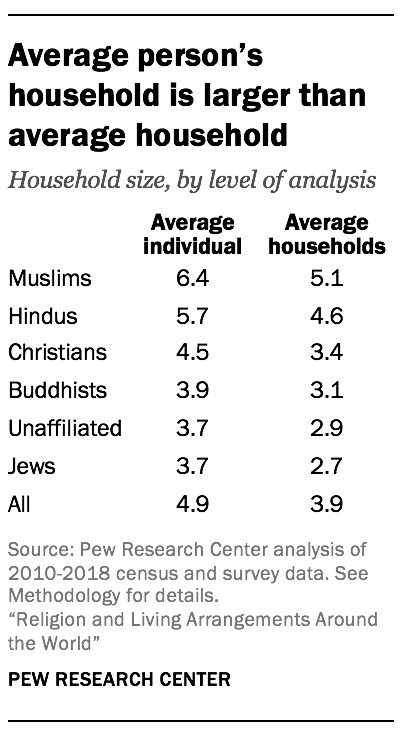 Average person’s
household is larger than
average household
Household size, by level of analysis
Average individual Average households
Muslims 6.4 5.1
Hindus 5.7 4.6
Christians 4.5 3.4
Buddhists 3.9 3.1
Unaffiliated 3.7 2.9
Jews 3.7 2.7
All 4.9 3.9
Source: Pew Research Center analysis of
2010-2018 census and survey data. See
Methodology for details.
“Religion and Living Arrangements Around
the World”
PEW RESEARCH CENTER